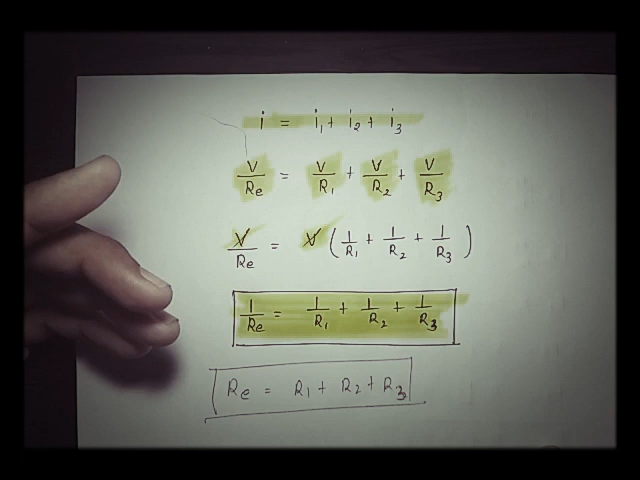 i = i₁ + i₂ + i₃
V/Re = V/R₁ + V/R₂ + V/R₃
V/Re = V (1/R₁ + 1/R₂ + 1/R₃)
1/Re = 1/R₁ + 1/R₂ + 1/R₃
Re = R₁ + R₂ + R₃